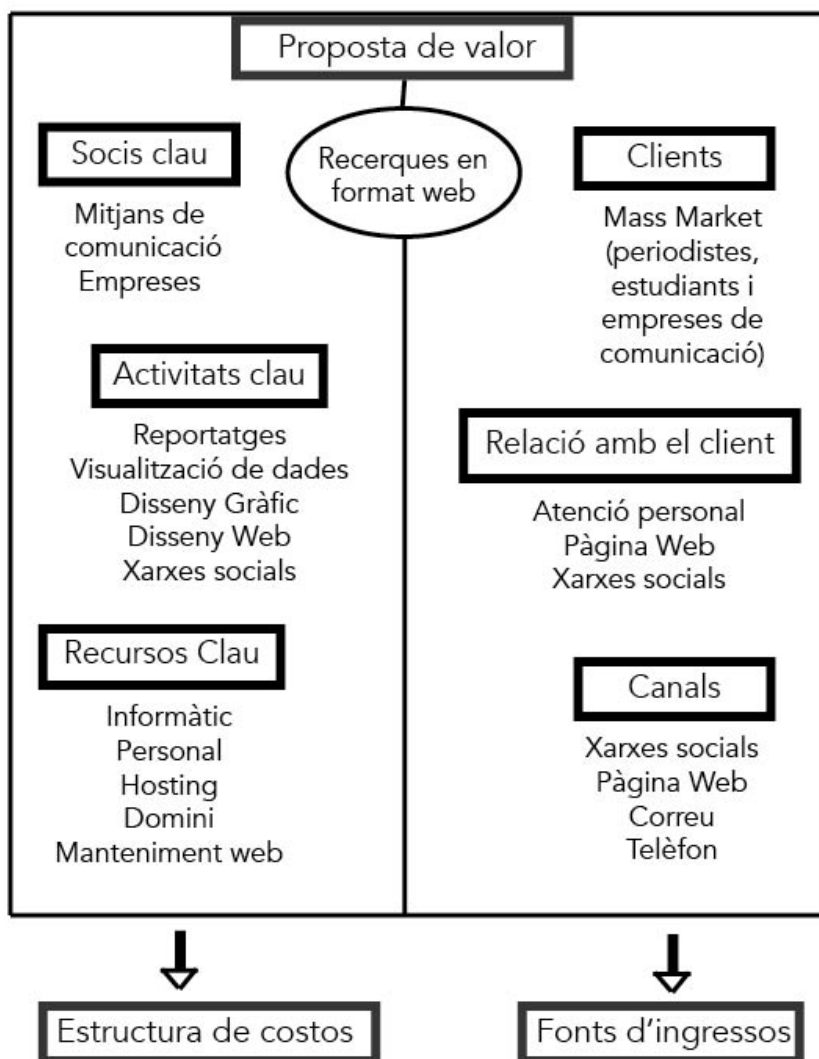 Proposta de valor
Recerques en
format web
Socis clau
Mitjans de
comunicació
Empreses
Activitats clau
Reportatges
Visualització de dades
Disseny Gràfic
Disseny Web
Xarxes socials
Recursos Clau
Informàtic
Personal
Hosting
Domini
Manteniment web
Clients
Mass Market
(periodistes,
estudiants i
empreses de
comunicació)
Relació amb el client
Atenció personal
Pàgina Web
Xarxes socials
Canals
Xarxes socials
Pàgina Web
Correu
Telèfon
Estructura de costos
Fonts d’ingressos